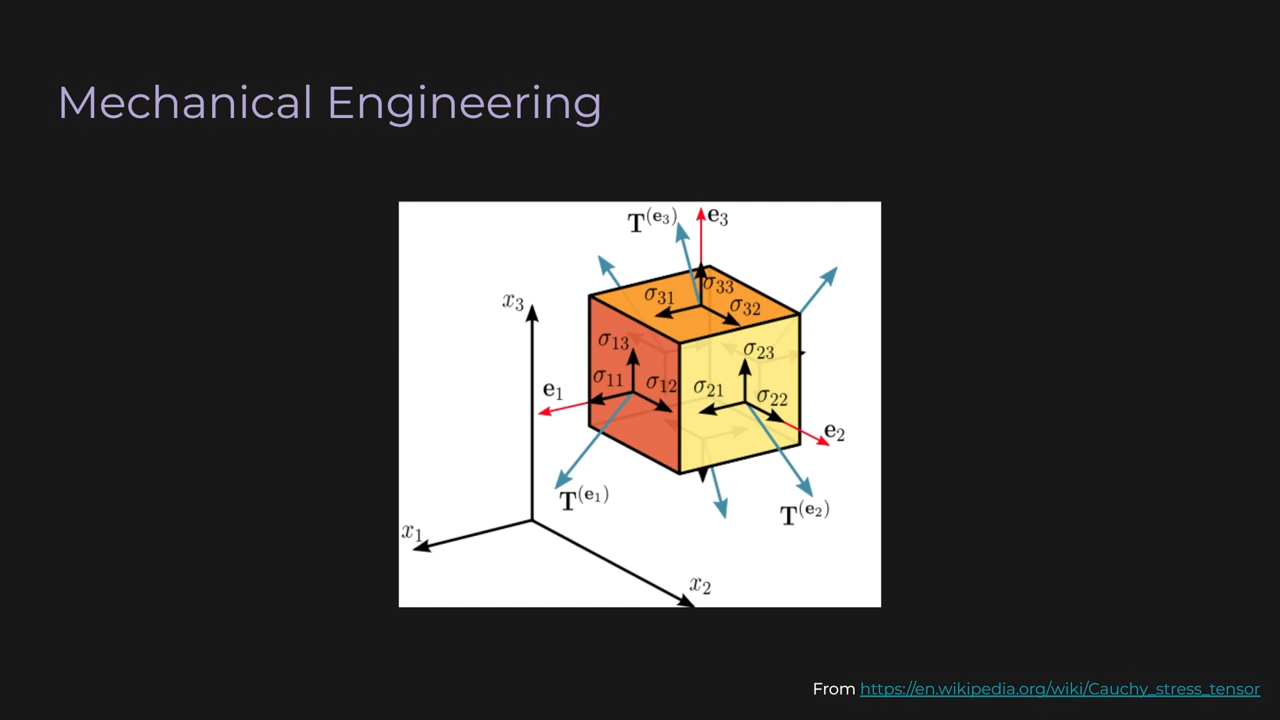 Mechanical Engineering
T^(e₃) e₃
σ₃₃
σ₃₁
σ₃₂
x₃
σ₁₃
σ₂₃
σ₁₁ σ₁₂ σ₂₁
σ₂₂
e₁
e₂
T^(e₁)
T^(e₂)
x₁
x₂
From https://en.wikipedia.org/wiki/Cauchy_stress_tensor